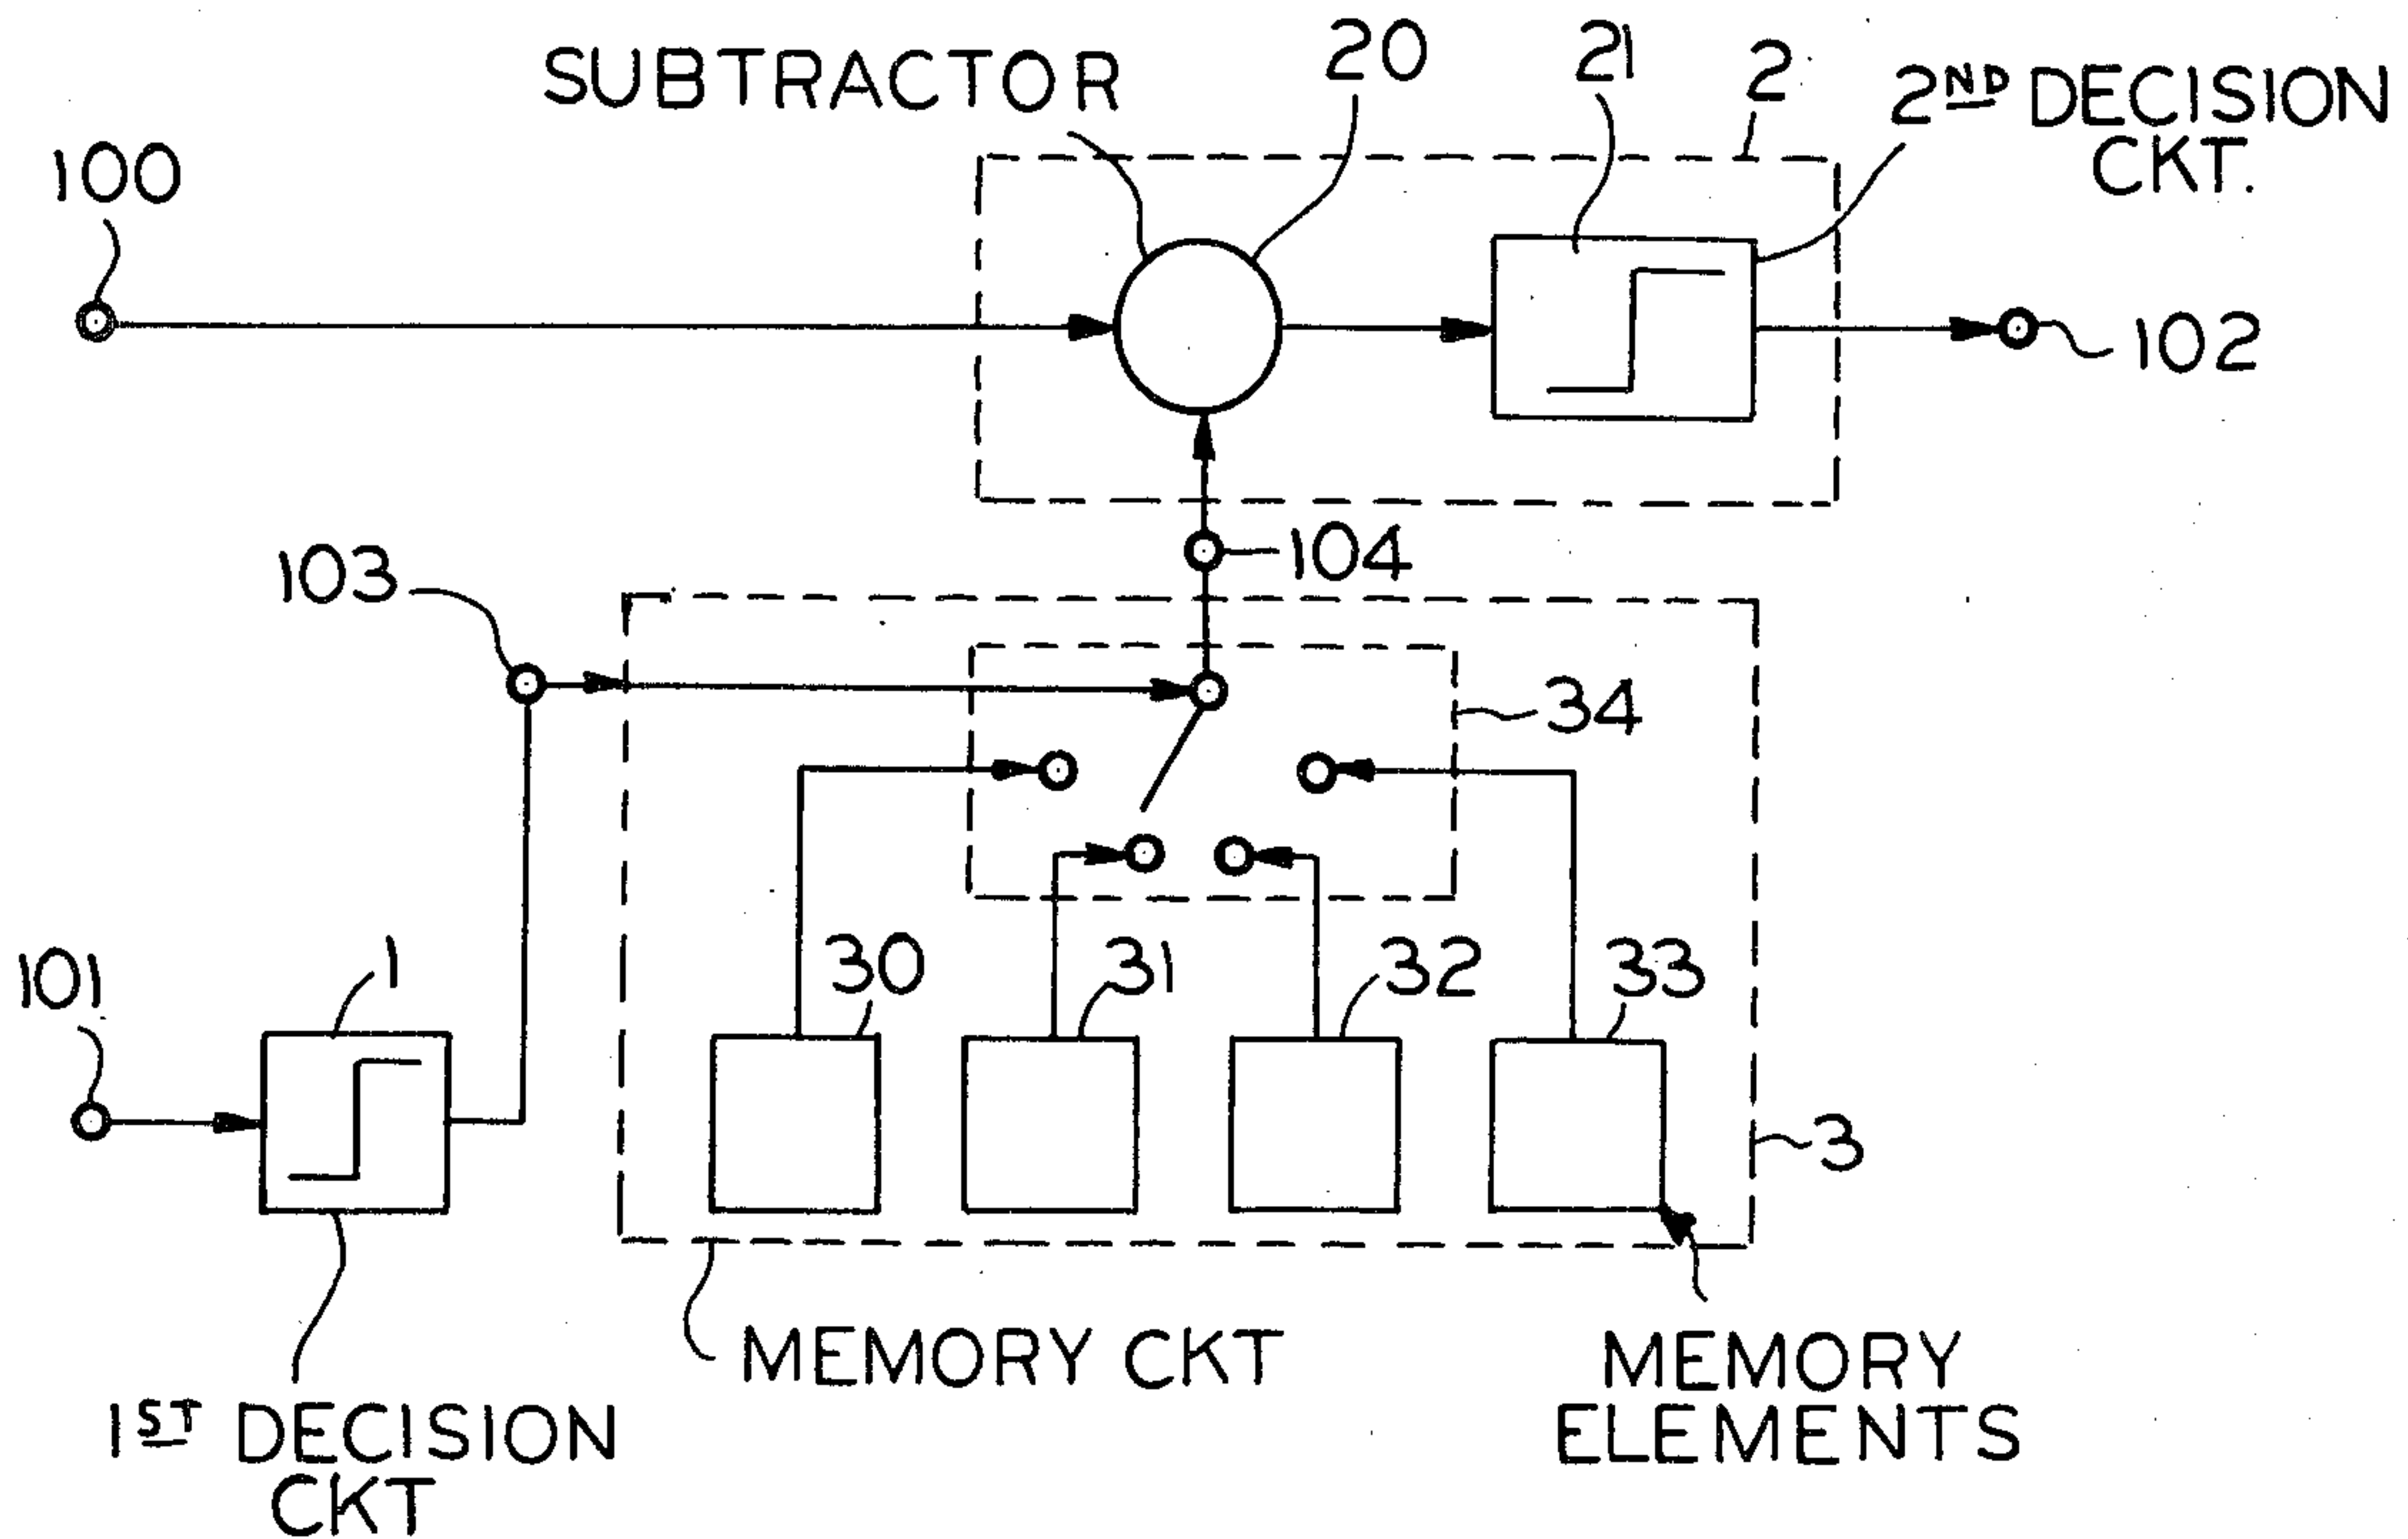 SUBTRACTOR
20
21
2
2ND DECISION
CKT.
100
102
104
103
34
101
1
30
31
32
33
3
MEMORY CKT
MEMORY
ELEMENTS
1ST DECISION
CKT